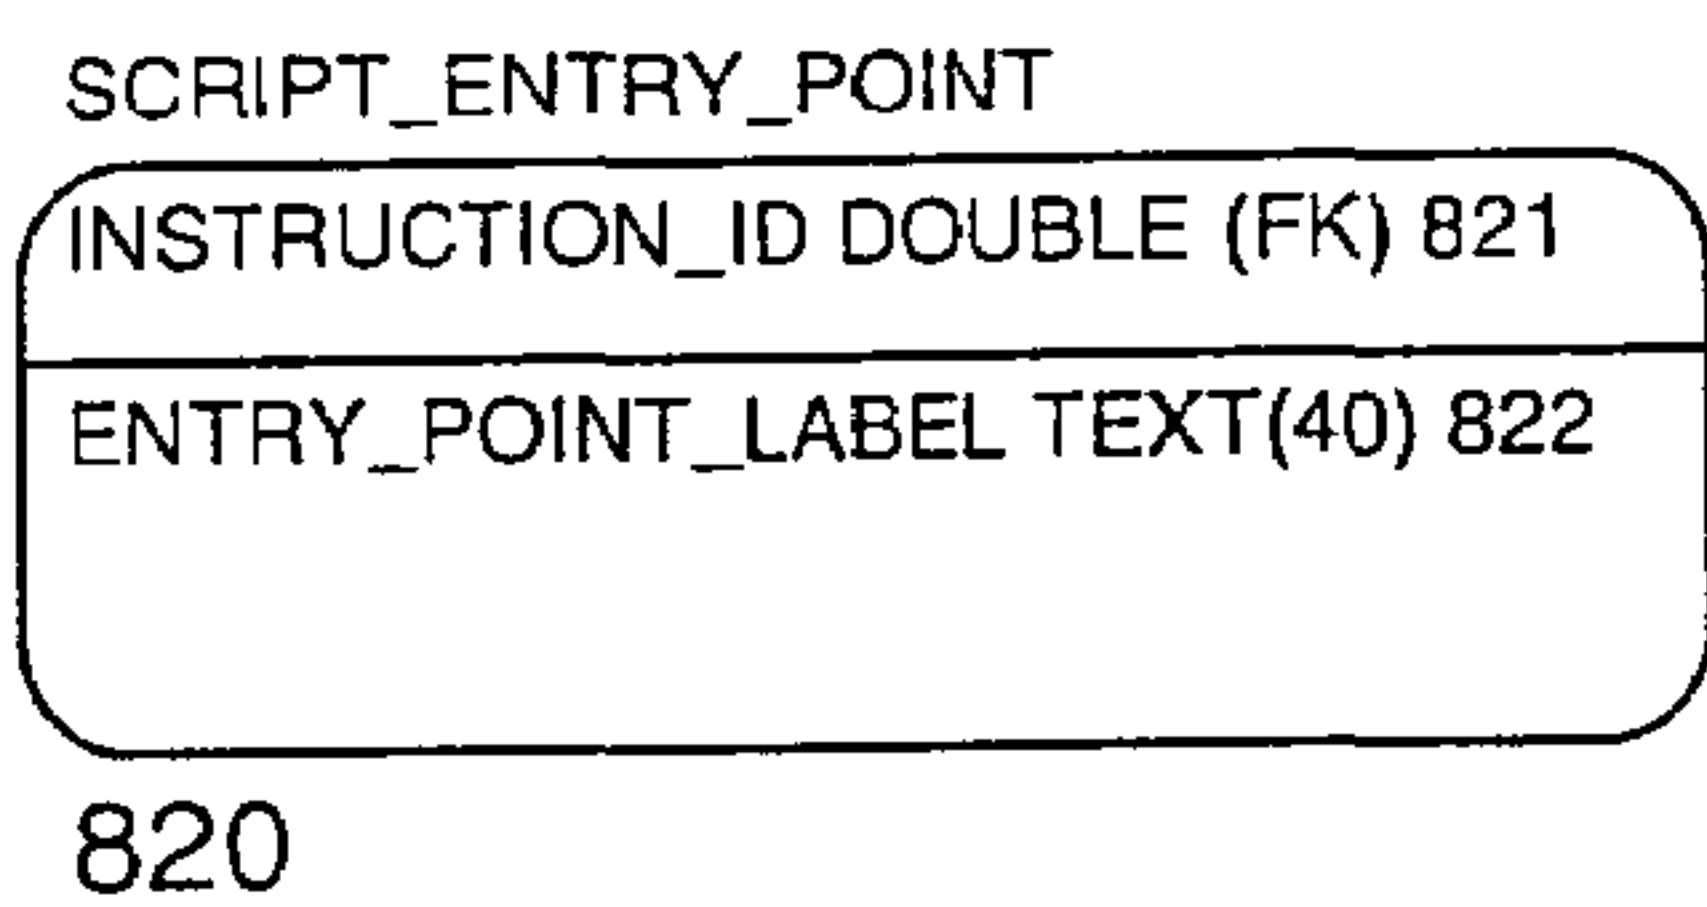 SCRIPT_ENTRY_POINT
INSTRUCTION_ID DOUBLE (FK) 821
ENTRY_POINT_LABEL TEXT(40) 822
820